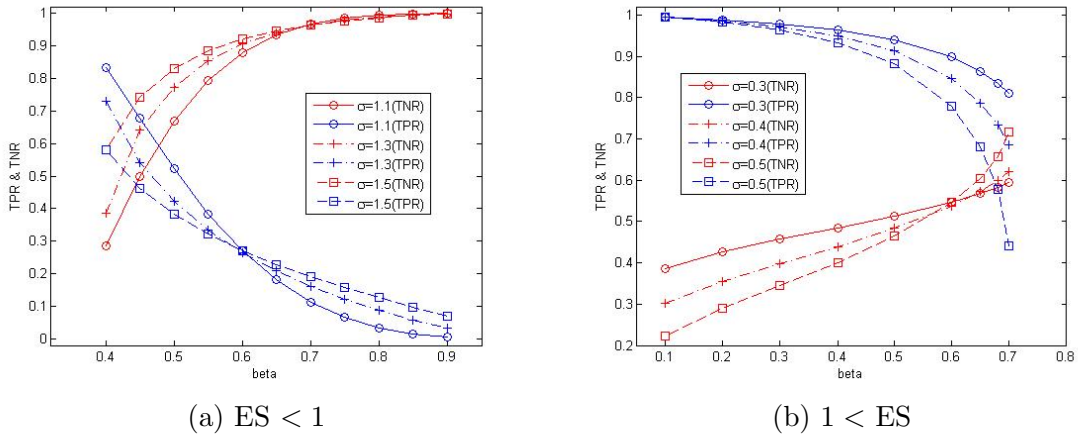 TPR & TNR
1
0.9
0.8
0.7
0.6
0.5
0.4
0.3
0.2
0.1
0
0.4 0.5 0.6 0.7 0.8 0.9
beta
σ=1.1(TNR)
σ=1.1(TPR)
σ=1.3(TNR)
σ=1.3(TPR)
σ=1.5(TNR)
σ=1.5(TPR)
(a) ES < 1
TPR & TNR
1
0.9
0.8
0.7
0.6
0.5
0.4
0.3
0.2
0.1 0.2 0.3 0.4 0.5 0.6 0.7 0.8
beta
σ=0.3(TNR)
σ=0.3(TPR)
σ=0.4(TNR)
σ=0.4(TPR)
σ=0.5(TNR)
σ=0.5(TPR)
(b) 1 < ES